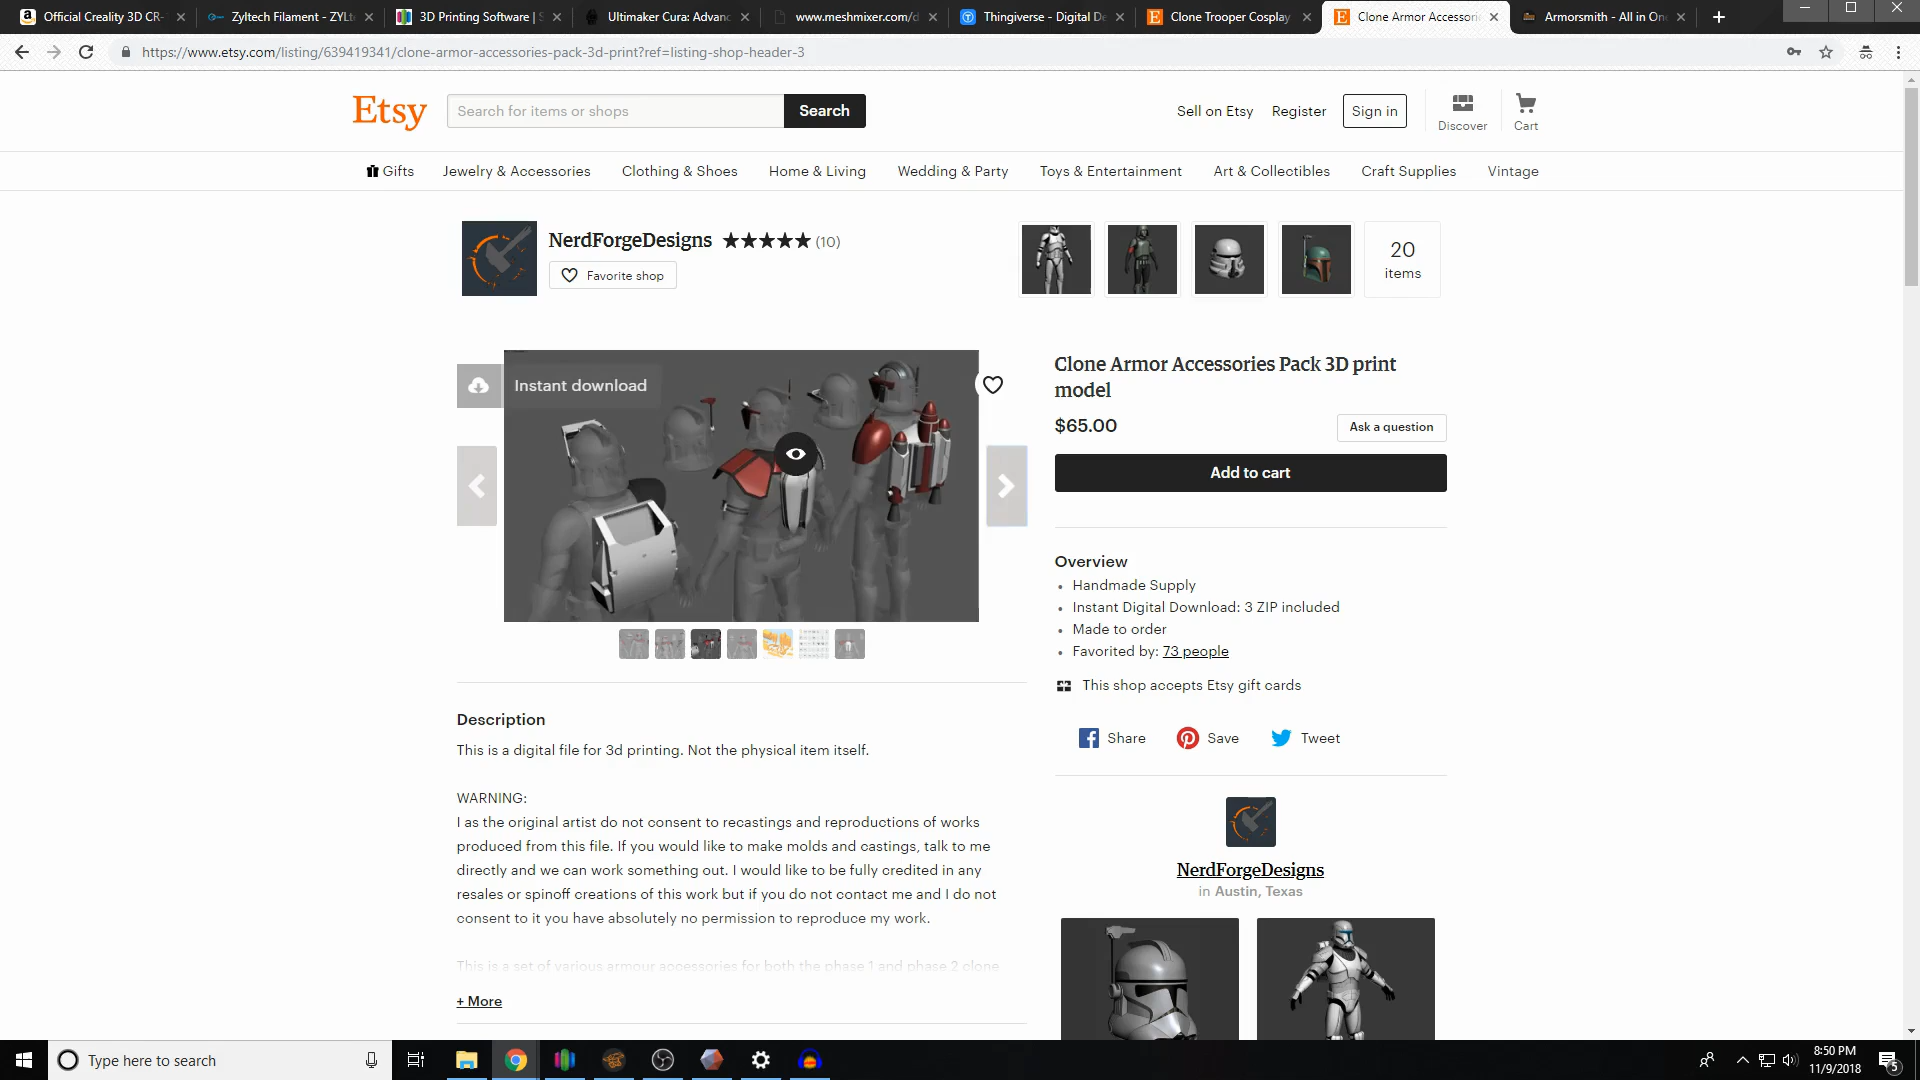 Official Creality 3D CR-
Zyltech Filament - ZYLt
3D Printing Software | S
Ultimaker Cura: Advanc
www.meshmixer.com/d
Thingiverse - Digital De
Clone Trooper Cosplay
Clone Armor Accessori
Armorsmith - All in One
https://www.etsy.com/listing/639419341/clone-armor-accessories-pack-3d-print?ref=listing-shop-header-3
Etsy
Search for items or shops
Search
Sell on Etsy
Register
Sign in
Discover
Cart
Gifts
Jewelry & Accessories
Clothing & Shoes
Home & Living
Wedding & Party
Toys & Entertainment
Art & Collectibles
Craft Supplies
Vintage
NerdForgeDesigns
(10)
Favorite shop
20
items
Instant download
Clone Armor Accessories Pack 3D print
model
$65.00
Ask a question
Add to cart
Overview
Handmade Supply
Instant Digital Download: 3 ZIP included
Made to order
Favorited by: 73 people
This shop accepts Etsy gift cards
Share
Save
Tweet
NerdForgeDesigns
in Austin, Texas
Description
This is a digital file for 3d printing. Not the physical item itself.
WARNING:
I as the original artist do not consent to recastings and reproductions of works
produced from this file. If you would like to make molds and castings, talk to me
directly and we can work something out. I would like to be fully credited in any
resales or spinoff creations of this work but if you do not contact me and I do not
consent to it you have absolutely no permission to reproduce my work.
This is a set of various armour accessories for both the phase 1 and phase 2 clone
+ More
Type here to search
8:50 PM
11/9/2018
5